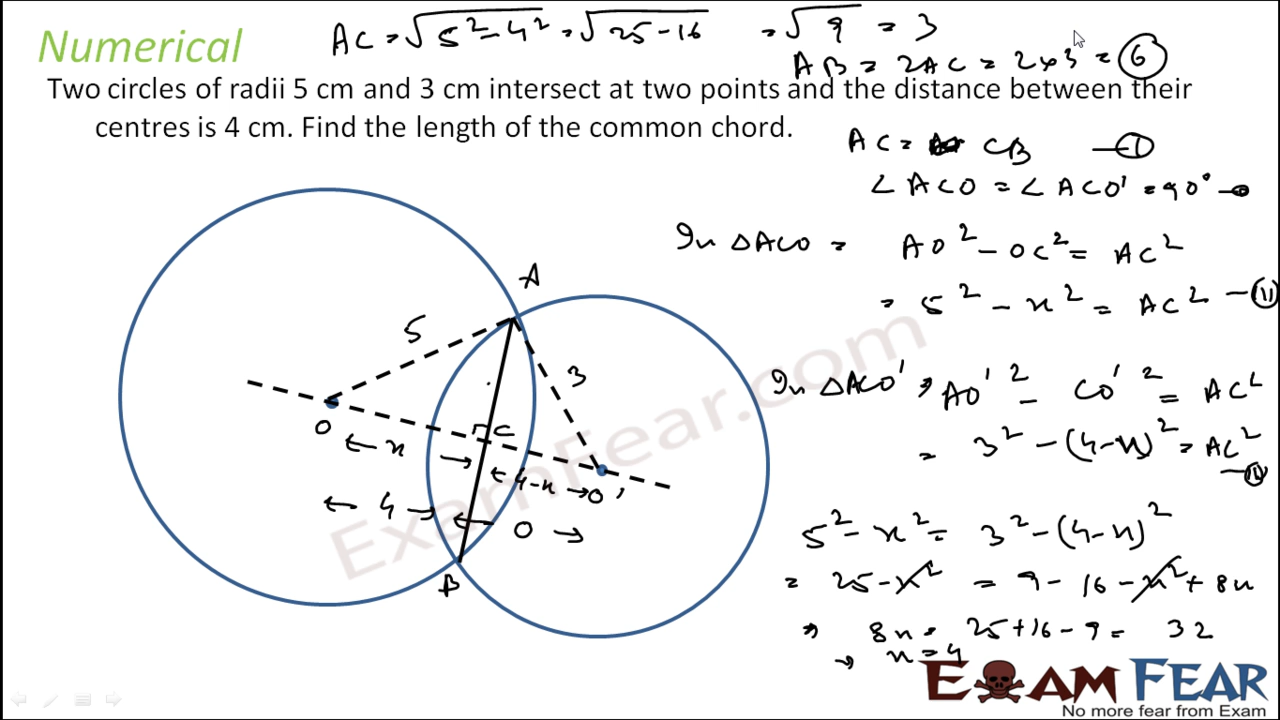 Numerical
AC = √5² - 4² = √25 - 16 = √9 = 3
AB = 2AC = 2×3 = 6
Two circles of radii 5 cm and 3 cm intersect at two points and the distance between their
centres is 4 cm. Find the length of the common chord.
AC = CB — I
∠ACO = ∠ACO' = 90°
In ΔACO = AO² - OC² = AC²
= 5² - x² = AC² — III
In ΔACO' ⇒ AO'² - CO'² = AC²
= 3² - (4-x)² = AC² — IV
5² - x² = 3² - (4-x)²
= 25 - x² = 9 - 16 - x² + 8x
⇒ 8x = 25 + 16 - 9 = 32
⇒ x = 4
A
5
3
O
x
C
4-x
O'
4
0
B
ExamFear.com
EXAM FEAR
No more fear from Exam